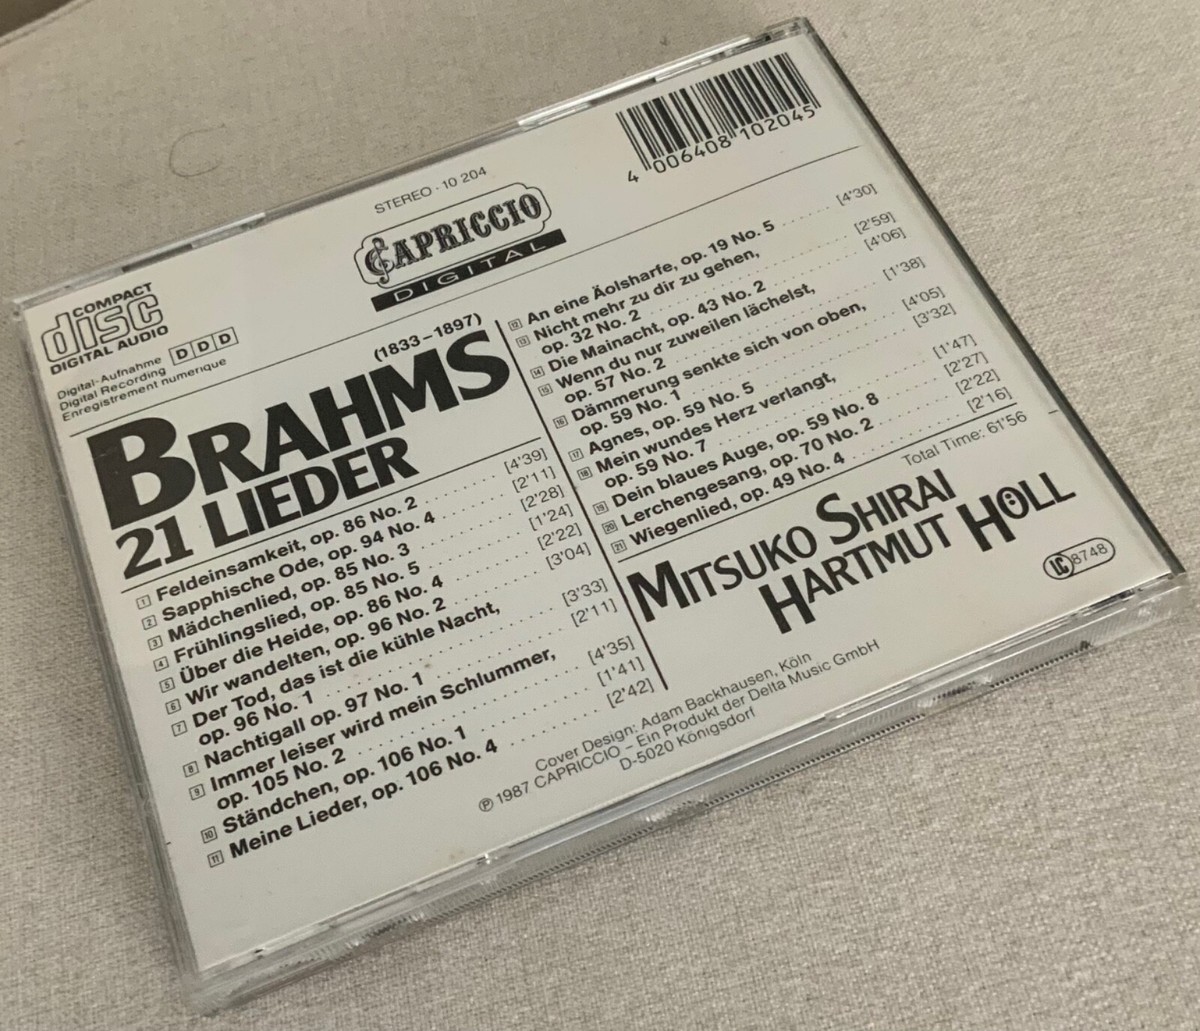 STEREO · 10 204
CAPRICCIO
DIGITAL
4 006408 102045
COMPACT
disc
DIGITAL AUDIO
Digital-Aufnahme
Digital Recording
Enregistrement numerique
D D D
(1833–1897)
BRAHMS
21 LIEDER
1 Feldeinsamkeit, op. 86 No. 2 [4'39]
2 Sapphische Ode, op. 94 No. 4 [2'11]
3 Mädchenlied, op. 85 No. 3 [2'28]
4 Frühlingslied, op. 85 No. 5 [1'24]
5 Über die Heide, op. 86 No. 4 [2'22]
6 Wir wandelten, op. 96 No. 2 [3'04]
7 Der Tod, das ist die kühle Nacht,
op. 96 No. 1 [3'33]
8 Nachtigall op. 97 No. 1 [2'11]
9 Immer leiser wird mein Schlummer,
op. 105 No. 2 [4'35]
10 Ständchen, op. 106 No. 1 [1'41]
11 Meine Lieder, op. 106 No. 4 [2'42]
12 An eine Äolsharfe, op. 19 No. 5 [4'30]
13 Nicht mehr zu dir zu gehen,
op. 32 No. 2 [2'59]
14 Die Mainacht, op. 43 No. 2 [4'06]
15 Wenn du nur zuweilen lächelst,
op. 57 No. 2 [1'38]
16 Dämmerung senkte sich von oben,
op. 59 No. 1 [4'05]
17 Agnes, op. 59 No. 5 [3'32]
18 Mein wundes Herz verlangt,
op. 59 No. 7 [1'47]
19 Dein blaues Auge, op. 59 No. 8 [2'27]
20 Lerchengesang, op. 70 No. 2 [2'22]
21 Wiegenlied, op. 49 No. 4 [2'16]
Total Time: 61'56
MITSUKO SHIRAI
HARTMUT HÖLL
LC 8748
Cover Design: Adam Backhausen, Köln
℗ 1987 CAPRICCIO – Ein Produkt der Delta Music GmbH
D-5020 Königsdorf